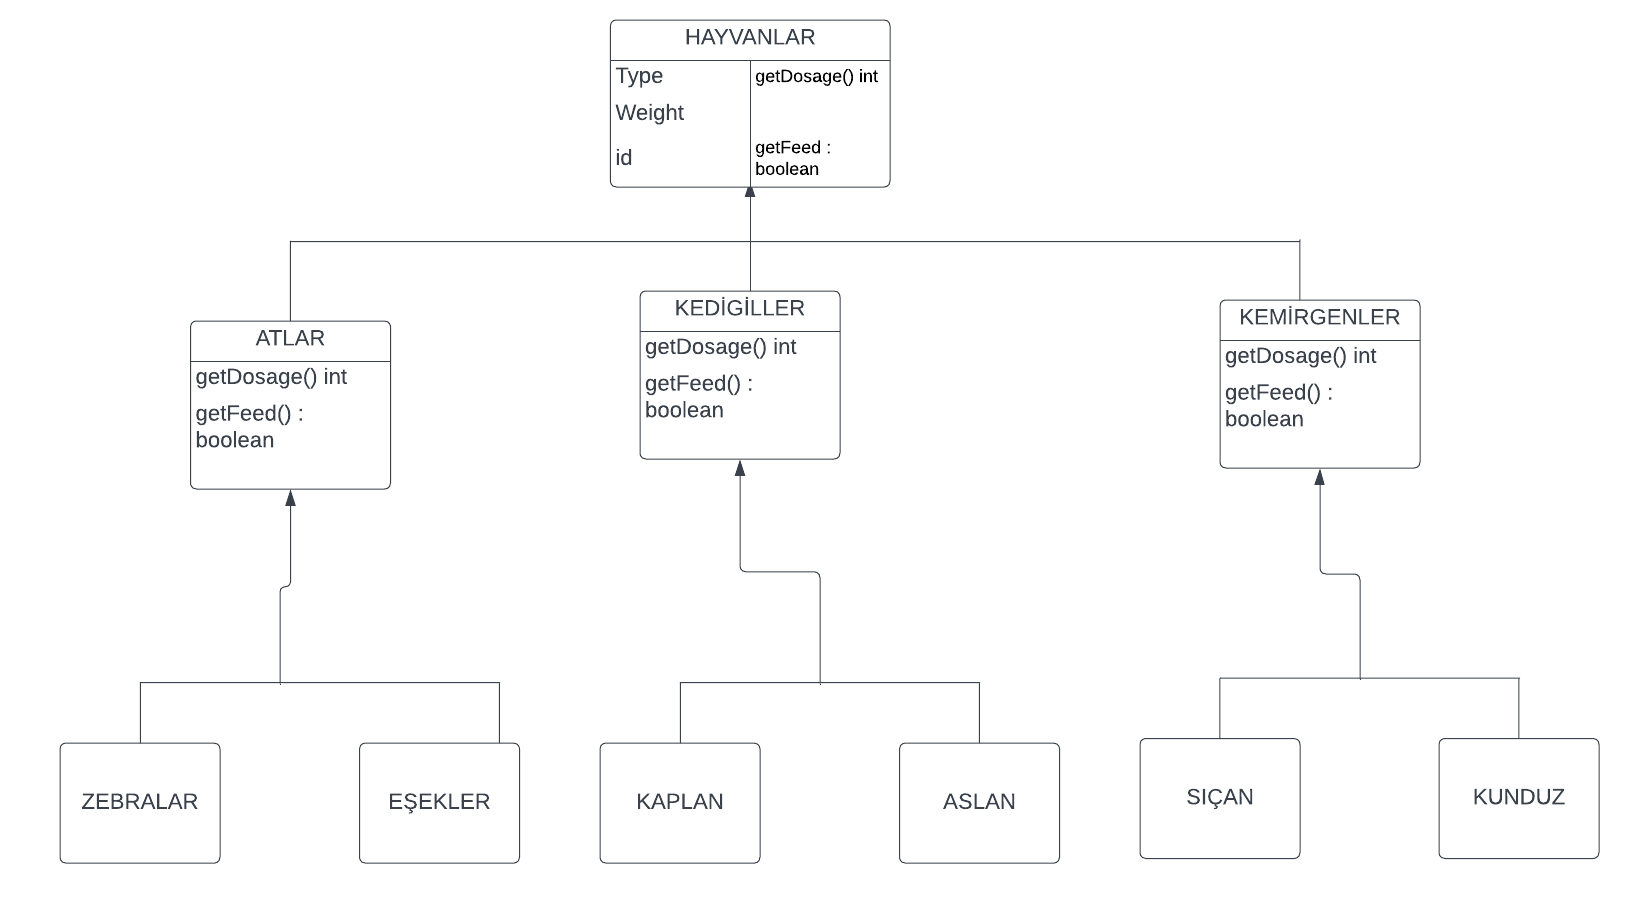 HAYVANLAR
Type
getDosage() int
Weight
id
getFeed :
boolean
ATLAR
getDosage() int
getFeed() :
boolean
KEDİGİLLER
getDosage() int
getFeed() :
boolean
KEMİRGENLER
getDosage() int
getFeed() :
boolean
ZEBRALAR
EŞEKLER
KAPLAN
ASLAN
SIÇAN
KUNDUZ